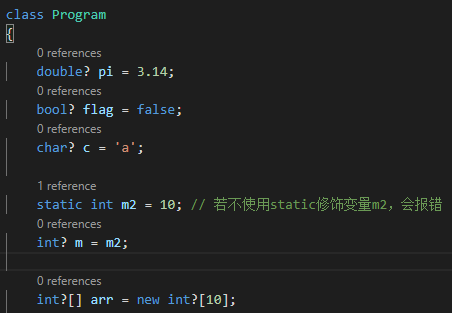 class Program
{
0 references
double? pi = 3.14;
0 references
bool? flag = false;
0 references
char? c = 'a';
1 reference
static int m2 = 10; // 若不使用static修饰变量m2，会报错
0 references
int? m = m2;
0 references
int?[] arr = new int?[10];